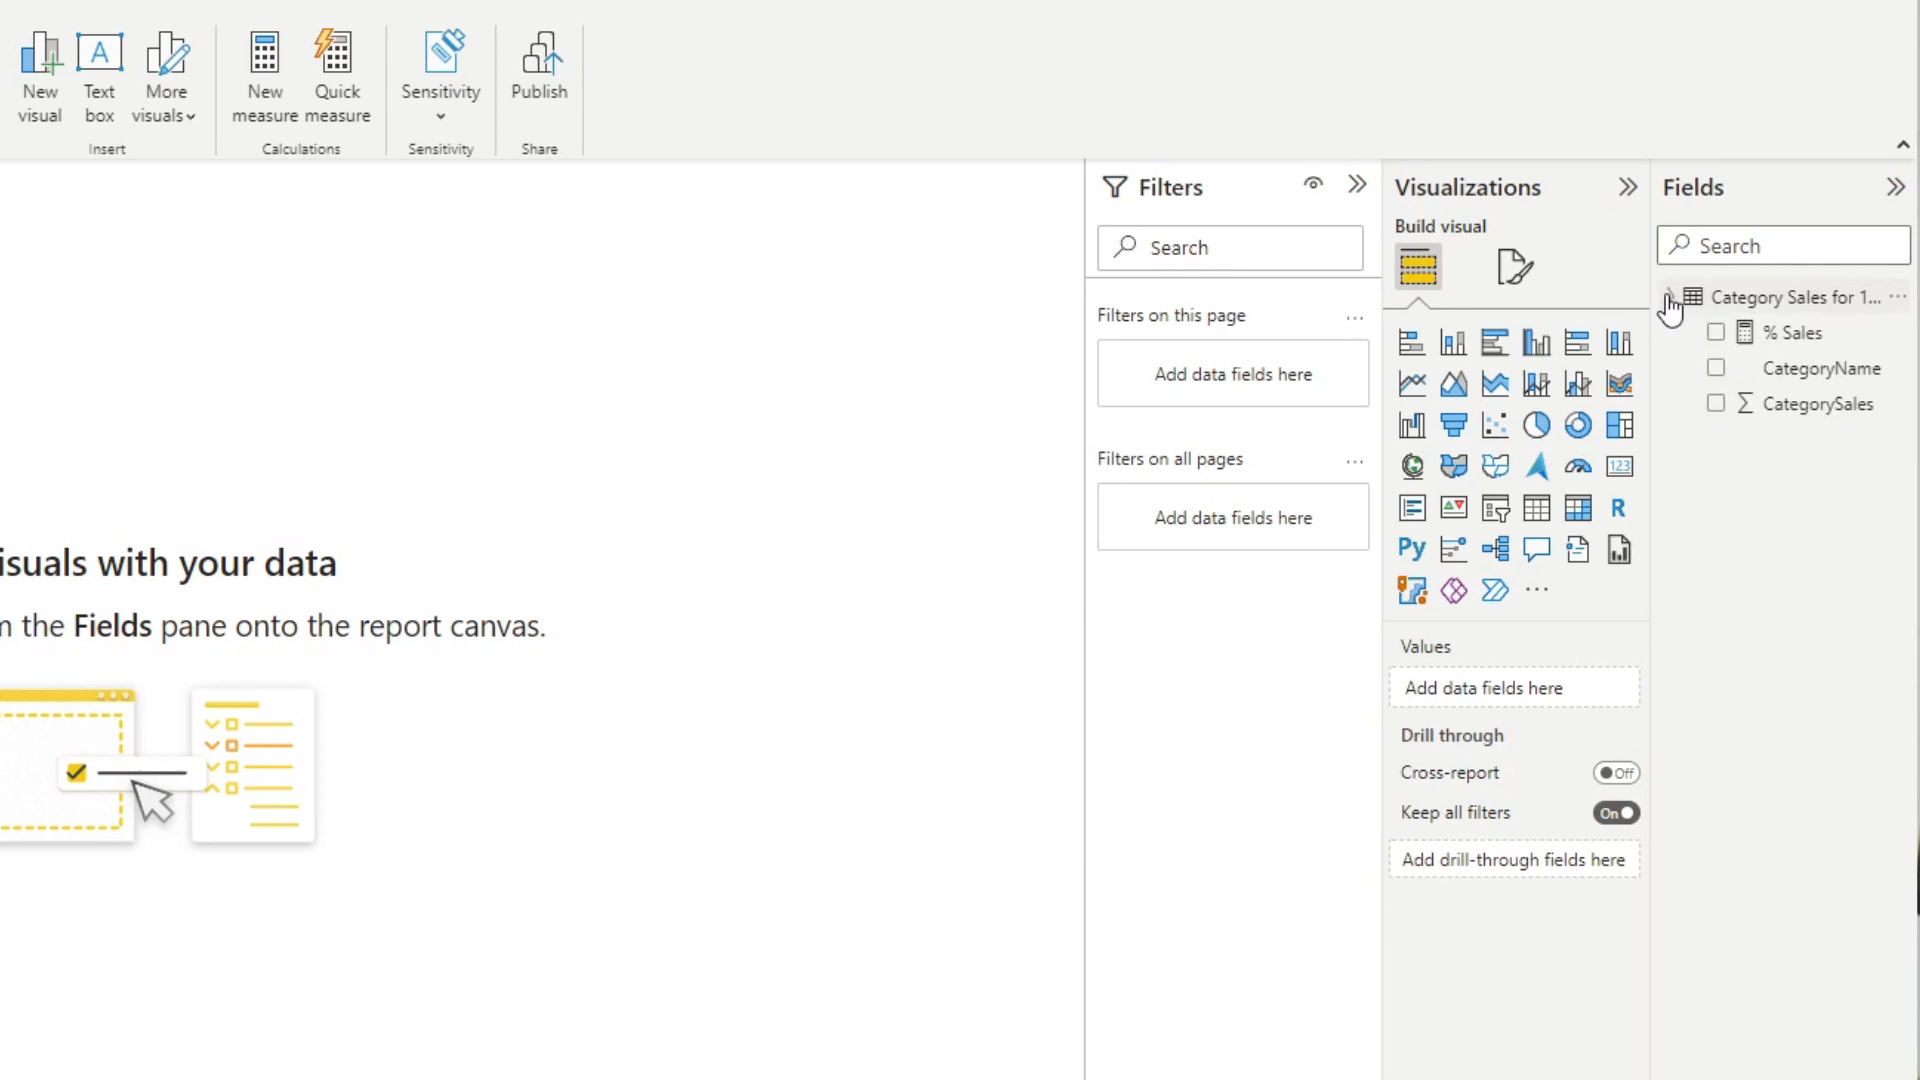 New visual
Text box
More visuals
New measure
Quick measure
Sensitivity
Publish
Insert
Calculations
Sensitivity
Share
Filters
Search
Filters on this page
Add data fields here
Filters on all pages
Add data fields here
Visualizations
Build visual
123
R
Py
Values
Add data fields here
Drill through
Cross-report
Off
Keep all filters
On
Add drill-through fields here
Fields
Search
Category Sales for 1...
% Sales
CategoryName
CategorySales
isuals with your data
the Fields pane onto the report canvas.